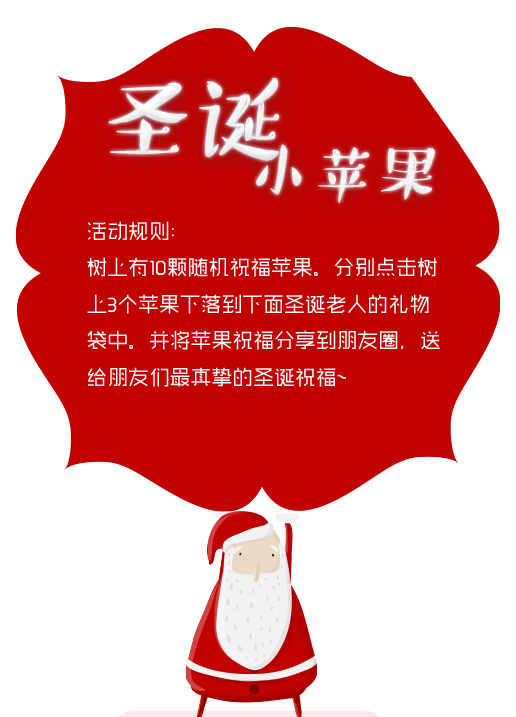 圣诞
小苹果
活动规则:
树上有10颗随机祝福苹果。分别点击树
上3个苹果下落到下面圣诞老人的礼物
袋中。并将苹果祝福分享到朋友圈，送
给朋友们最真挚的圣诞祝福~